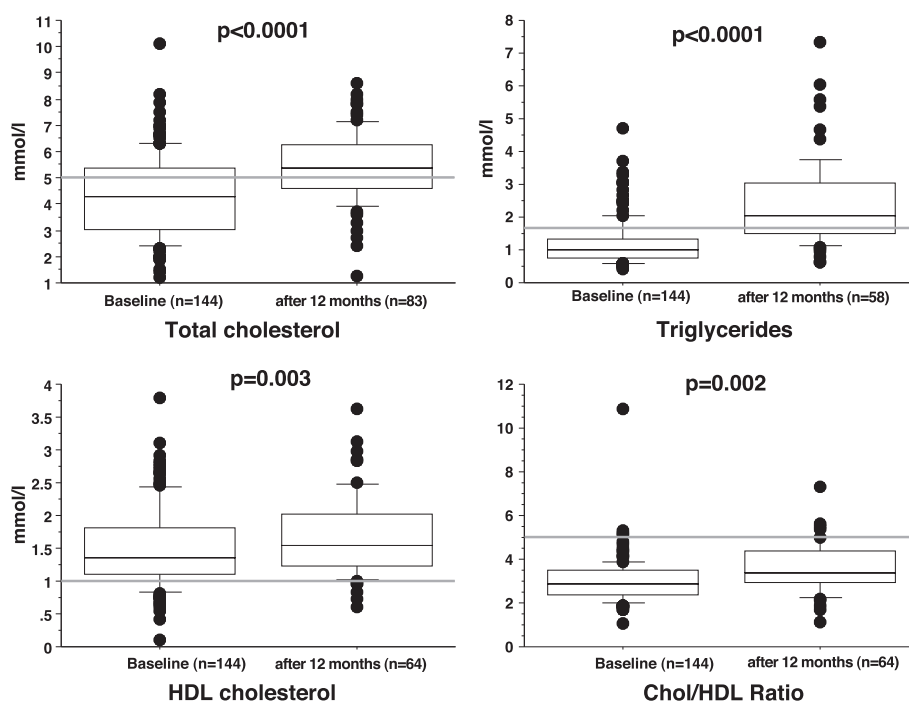 p<0.0001
mmol/l
11
10
9
8
7
6
5
4
3
2
1
Baseline (n=144) after 12 months (n=83)
Total cholesterol
p<0.0001
mmol/l
8
7
6
5
4
3
2
1
0
Baseline (n=144) after 12 months (n=58)
Triglycerides
p=0.003
mmol/l
4
3.5
3
2.5
2
1.5
1
.5
0
Baseline (n=144) after 12 months (n=64)
HDL cholesterol
p=0.002
12
10
8
6
4
2
0
Baseline (n=144) after 12 months (n=64)
Chol/HDL Ratio